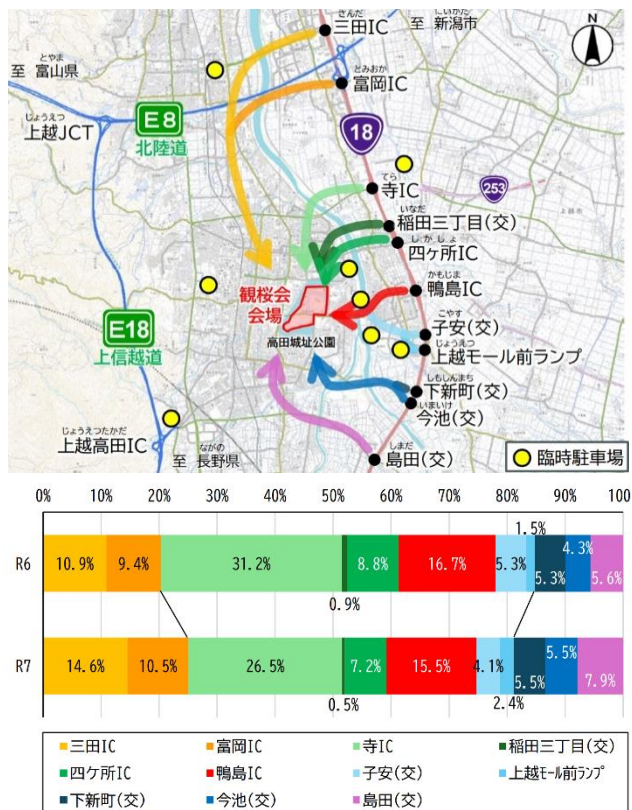 さんだ
三田IC
至
にいがたし
新潟市
N
とやま
至 富山県
とみおか
富岡IC
じょうえつ
上越JCT
E8
北陸道
18
253
てら
寺IC
いなだ
稲田三丁目(交)
しかしょ
四ケ所IC
観桜会
会場
かもじま
鴨島IC
高田城址公園
こやす
子安(交)
じょうえつ
上越モール前ランプ
E18
上信越道
しもしんまち
下新町(交)
いまいけ
今池(交)
じょうえつたかだ
上越高田IC
ながの
至 長野県
しまだ
島田(交)
臨時駐車場
0% 10% 20% 30% 40% 50% 60% 70% 80% 90% 100%
R6 10.9% 9.4% 31.2% 0.9% 8.8% 16.7% 5.3% 1.5% 5.3% 4.3% 5.6%
R7 14.6% 10.5% 26.5% 0.5% 7.2% 15.5% 4.1% 2.4% 5.5% 5.5% 7.9%
三田IC 富岡IC 寺IC 稲田三丁目(交)
四ケ所IC 鴨島IC 子安(交) 上越ﾓｰﾙ前ﾗﾝﾌﾟ
下新町(交) 今池(交) 島田(交)